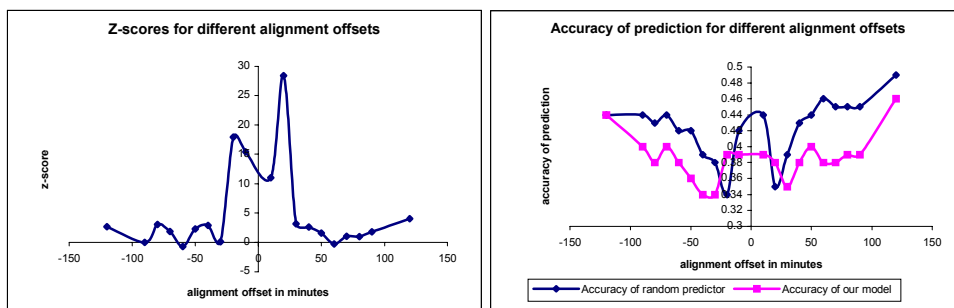 Z-scores for different alignment offsets
30
25
20
15
10
5
0
-5
-150 -100 -50 0 50 100 150
z-score
alignment offset in minutes
Accuracy of prediction for different alignment offsets
0.5
0.48
0.46
0.44
0.42
0.4
0.38
0.36
0.34
0.32
0.3
-150 -100 -50 0 50 100 150
accuracy of prediction
alignment offset in minutes
Accuracy of random predictor Accuracy of our model